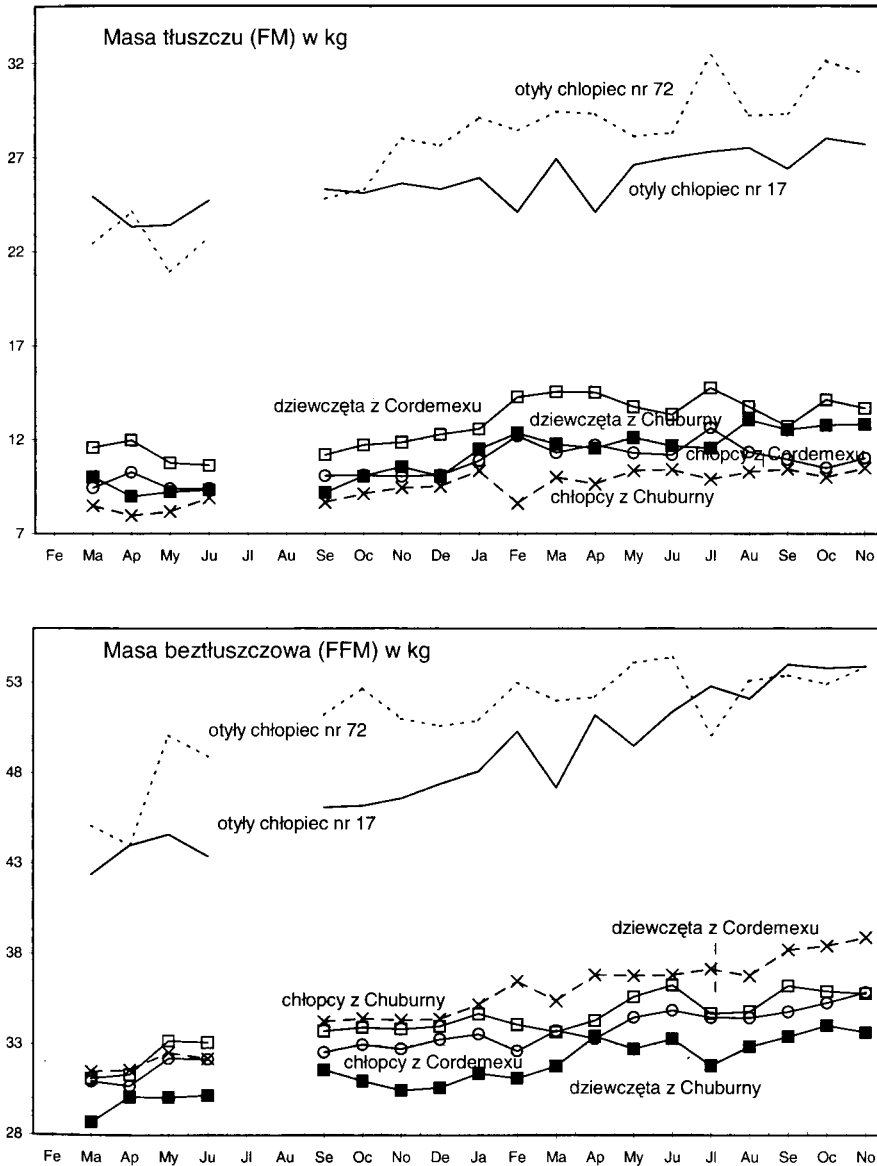 Masa tłuszczu (FM) w kg
32
27
22
17
12
7
otyły chlopiec nr 72
otyly chłopiec nr 17
dziewczęta z Cordemexu
dziewczęta z Chuburny
chłopcy z Cordemexu
chłopcy z Chuburny
Fe Ma Ap My Ju Jl Au Se Oc No De Ja Fe Ma Ap My Ju Jl Au Se Oc No
Masa beztłuszczowa (FFM) w kg
53
48
43
38
33
28
otyły chłopiec nr 72
otyły chłopiec nr 17
dziewczęta z Cordemexu
chłopcy z Chuburny
chłopcy z Cordemexu
dziewczęta z Chuburny
Fe Ma Ap My Ju Jl Au Se Oc No De Ja Fe Ma Ap My Ju Jl Au Se Oc No